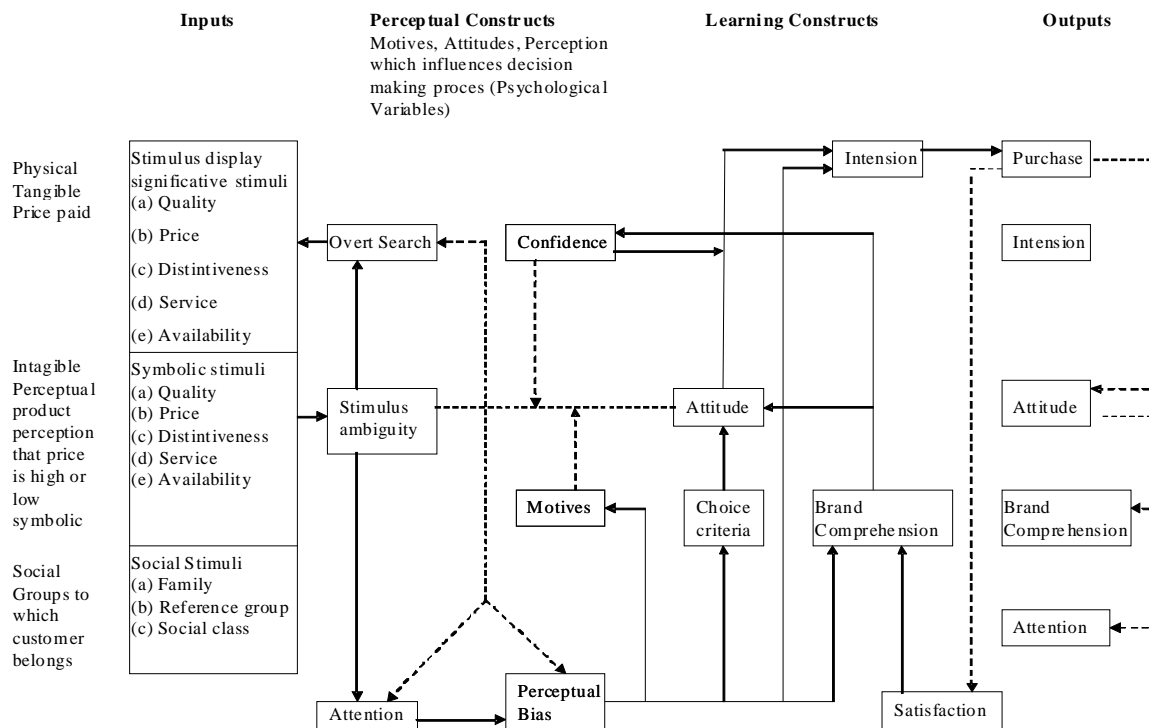 Inputs
Perceptual Constructs
Motives, Attitudes, Perception
which influences decision
making proces (Psychological
Variables)
Learning Constructs
Outputs
Physical
Tangible
Price paid
Stimulus display
significative stimuli
(a) Quality
(b) Price
(c) Distintiveness
(d) Service
(e) Availability
Overt Search
Confidence
Intension
Purchase
Intension
Intagible
Perceptual
product
perception
that price
is high or
low
symbolic
Symbolic stimuli
(a) Quality
(b) Price
(c) Distintiveness
(d) Service
(e) Availability
Stimulus
ambiguity
Attitude
Attitude
Motives
Choice
criteria
Brand
Comprehension
Brand
Comprehension
Social
Groups to
which
customer
belongs
Social Stimuli
(a) Family
(b) Reference group
(c) Social class
Attention
Attention
Perceptual
Bias
Satisfaction